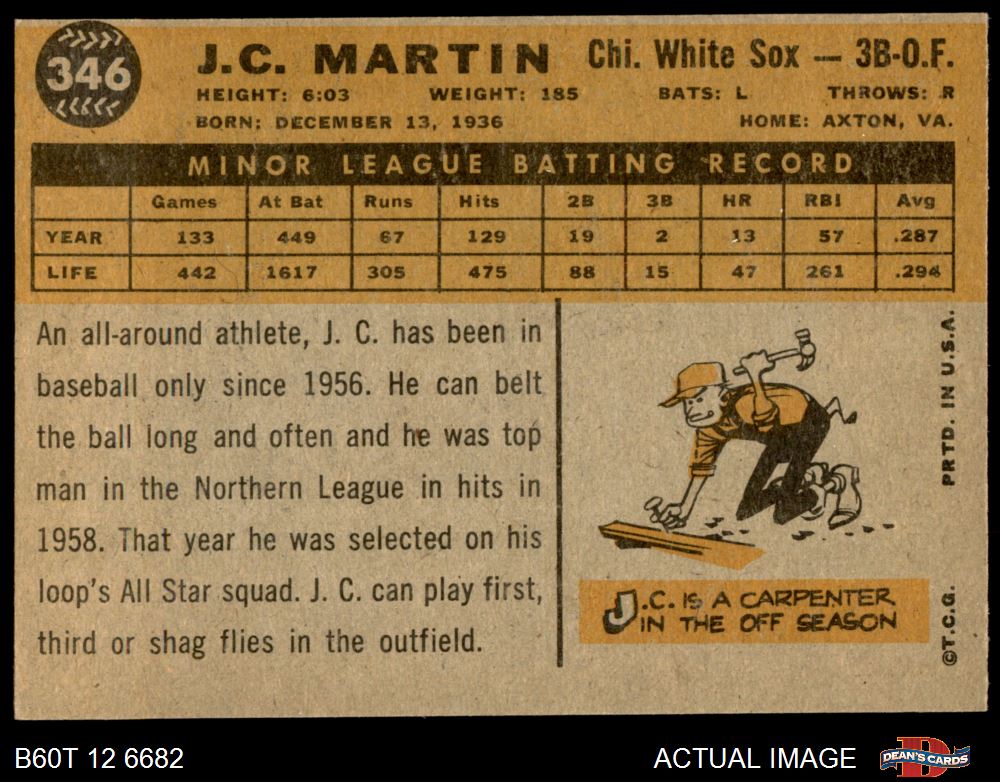 346
J.C. MARTIN Chi. White Sox — 3B-O.F.
HEIGHT: 6:03 WEIGHT: 185 BATS: L THROWS: R
BORN: DECEMBER 13, 1936 HOME: AXTON, VA.
MINOR LEAGUE BATTING RECORD
Games At Bat Runs Hits 2B 3B HR RBI Avg
YEAR 133 449 67 129 19 2 13 57 .287
LIFE 442 1617 305 475 88 15 47 261 .294
An all-around athlete, J. C. has been in
baseball only since 1956. He can belt
the ball long and often and he was top
man in the Northern League in hits in
1958. That year he was selected on his
loop's All Star squad. J. C. can play first,
third or shag flies in the outfield.
J.C. IS A CARPENTER
IN THE OFF SEASON
PRTD. IN U.S.A.
©T.C.G.
B60T 12 6682
ACTUAL IMAGE
DEAN'S CARDS